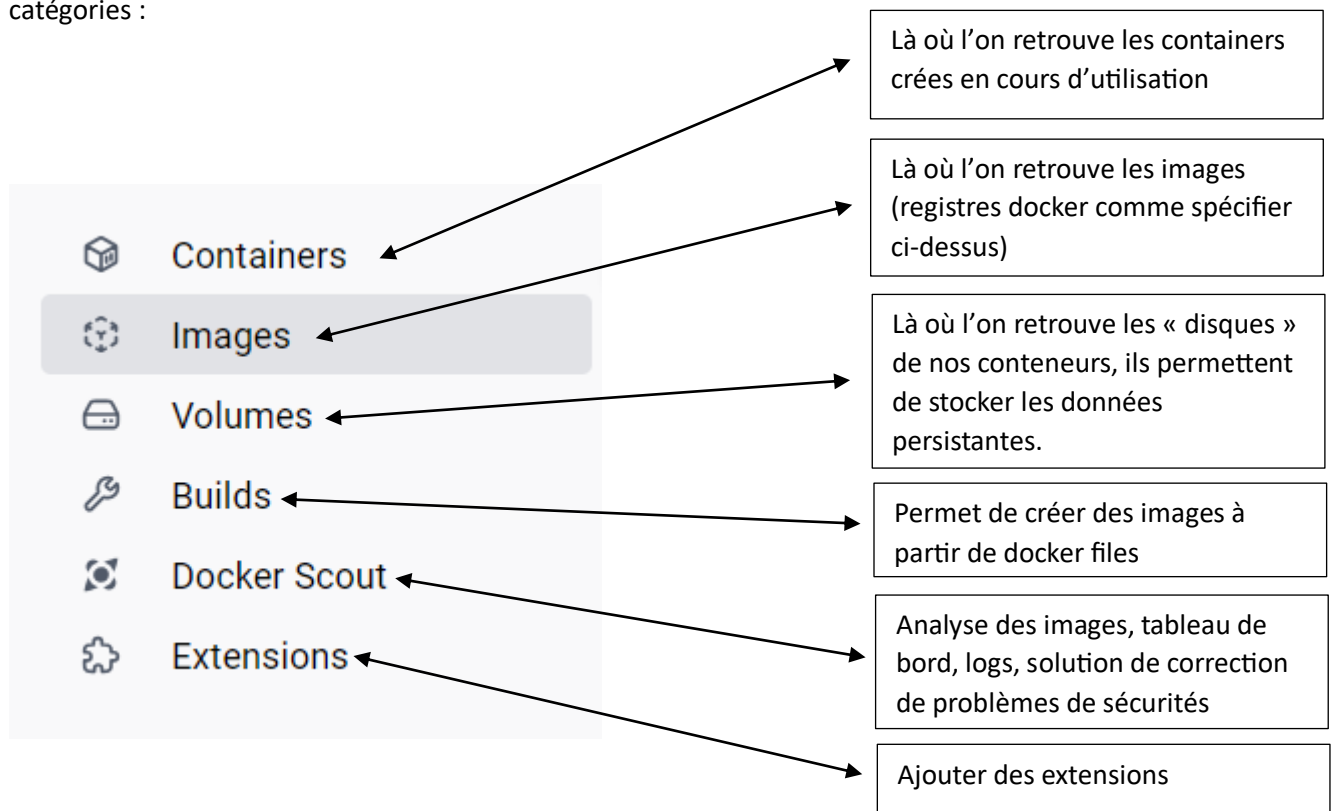 catégories :
Là où l’on retrouve les containers
crées en cours d’utilisation
Là où l’on retrouve les images
(registres docker comme spécifier
ci-dessus)
Là où l’on retrouve les « disques »
de nos conteneurs, ils permettent
de stocker les données
persistantes.
Permet de créer des images à
partir de docker files
Analyse des images, tableau de
bord, logs, solution de correction
de problèmes de sécurités
Ajouter des extensions
Containers
Images
Volumes
Builds
Docker Scout
Extensions